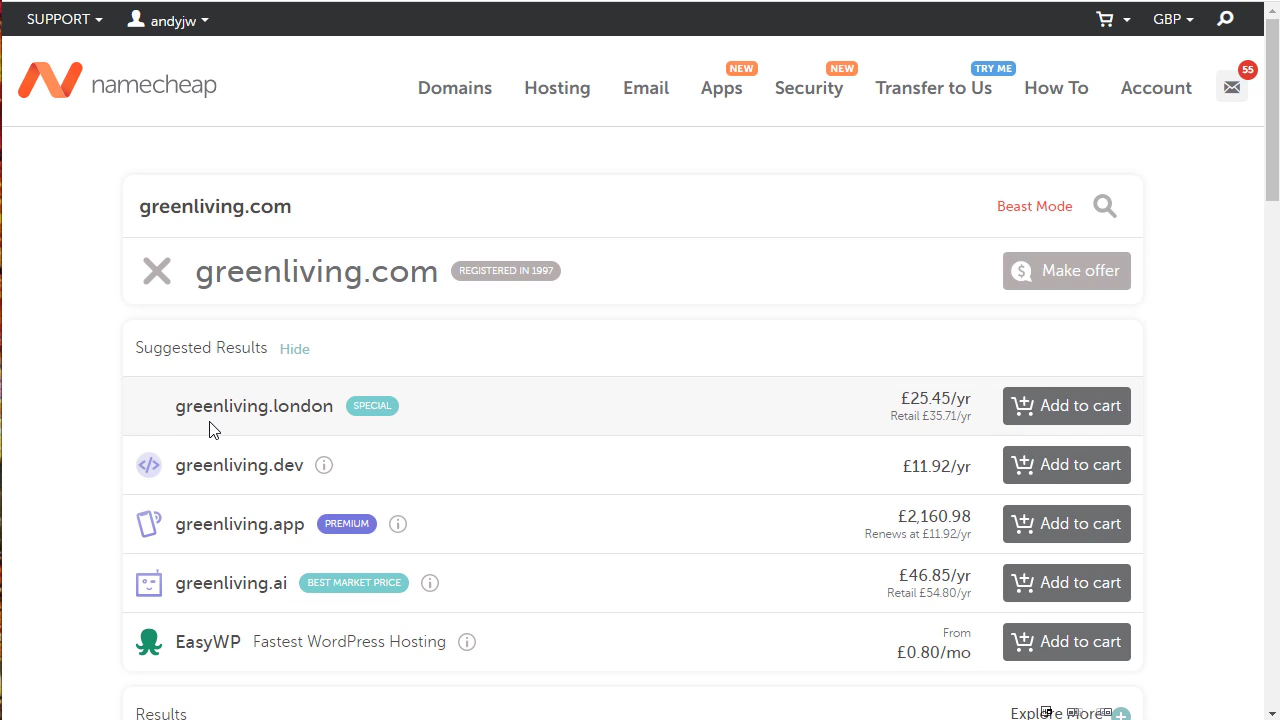 SUPPORT
andyjw
GBP
namecheap
Domains
Hosting
Email
NEW
Apps
NEW
Security
TRY ME
Transfer to Us
How To
Account
55
greenliving.com
Beast Mode
greenliving.com REGISTERED IN 1997
Make offer
Suggested Results Hide
greenliving.london SPECIAL
£25.45/yr
Retail £35.71/yr
Add to cart
greenliving.dev
£11.92/yr
Add to cart
greenliving.app PREMIUM
£2,160.98
Renews at £11.92/yr
Add to cart
greenliving.ai BEST MARKET PRICE
£46.85/yr
Retail £54.80/yr
Add to cart
EasyWP Fastest WordPress Hosting
From
£0.80/mo
Add to cart
Results
Explore More